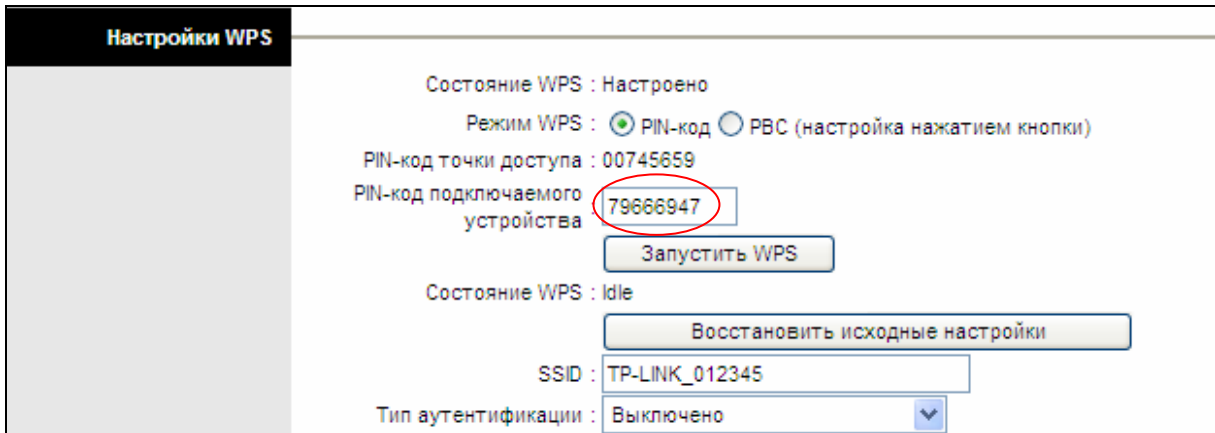 Настройки WPS
Состояние WPS : Настроено
Режим WPS : PIN-код PBC (настройка нажатием кнопки)
PIN-код точки доступа : 00745659
PIN-код подключаемого устройства : 79666947
Запустить WPS
Состояние WPS : Idle
Восстановить исходные настройки
SSID : TP-LINK_012345
Тип аутентификации : Выключено